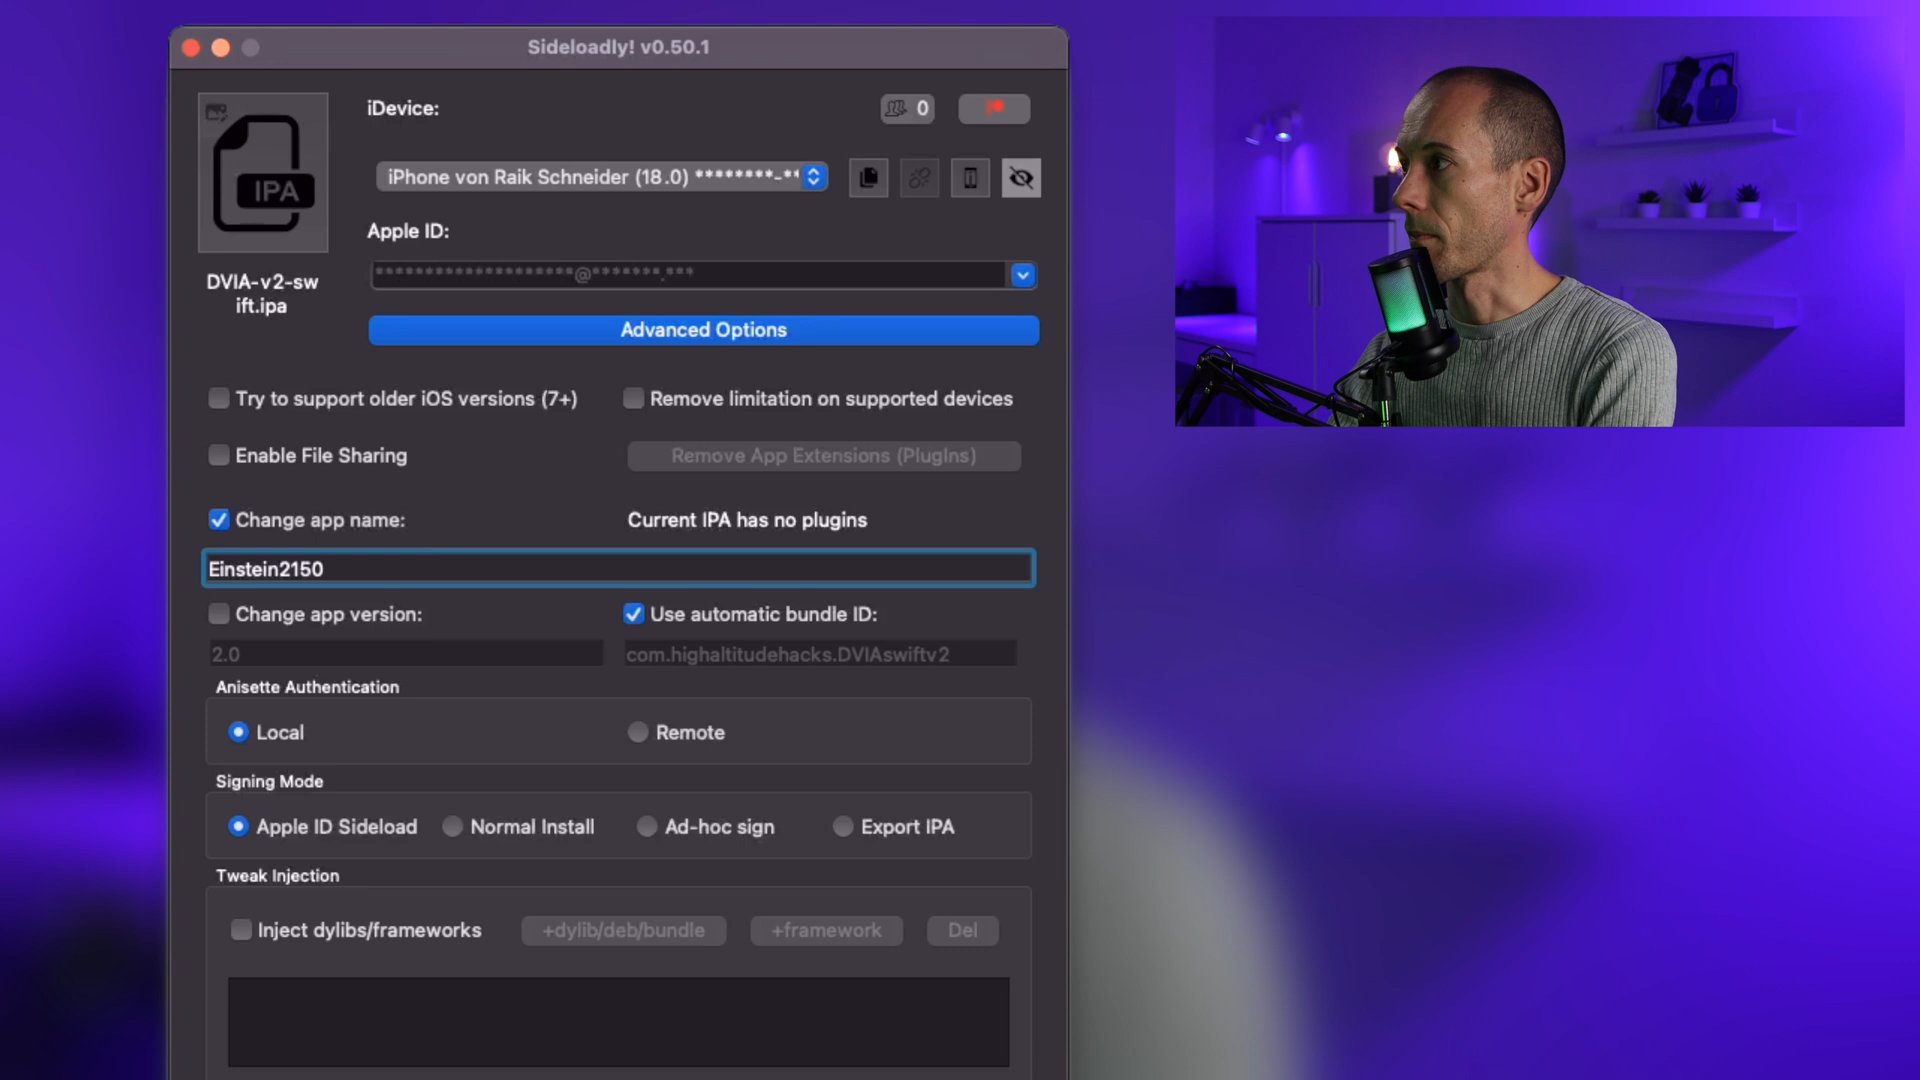 Sideloadly! v0.50.1
iDevice:
0
IPA
iPhone von Raik Schneider (18.0) ********-**
Apple ID:
********************@*******.***
DVIA-v2-sw
ift.ipa
Advanced Options
Try to support older iOS versions (7+)
Remove limitation on supported devices
Enable File Sharing
Remove App Extensions (PlugIns)
Change app name:
Current IPA has no plugins
Einstein2150
Change app version:
Use automatic bundle ID:
2.0
com.highaltitudehacks.DVIAswiftv2
Anisette Authentication
Local
Remote
Signing Mode
Apple ID Sideload
Normal Install
Ad-hoc sign
Export IPA
Tweak Injection
Inject dylibs/frameworks
+dylib/deb/bundle
+framework
Del